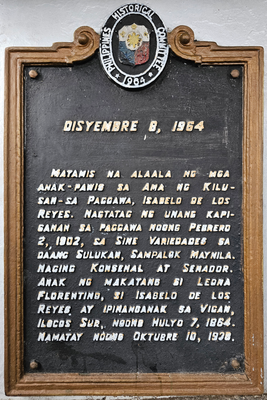 PHILIPPINES HISTORICAL COMMITTEE
1964
DISYEMBRE 8, 1964
MATAMIS NA ALAALA NG MGA
ANAK-PAWIS SA AMA NG KILU-
SAN-SA PAGGAWA, ISABELO DE LOS
REYES. NAGTATAG NG UNANG KAPI-
SANAN SA PAGGAWA NOONG PEBRERO
2, 1902, SA SINE VARIEDADES SA
DAANG SULUKAN, SAMPALOK MAYNILA.
NAGING KONSEHAL AT SENADOR.
ANAK NG MAKATANG SI LEONA
FLORENTINO, SI ISABELO DE LOS
REYES AY IPINANGANAK SA VIGAN,
ILOCOS SUR, NOONG HULYO 7, 1864.
NAMATAY NOONG OKTUBRE 10, 1938.